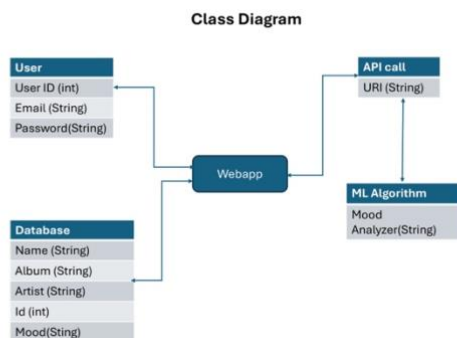 Class Diagram
User
User ID (int)
Email (String)
Password(String)
API call
URI (String)
Webapp
ML Algorithm
Mood
Analyzer(String)
Database
Name (String)
Album (String)
Artist (String)
Id (int)
Mood(Sting)